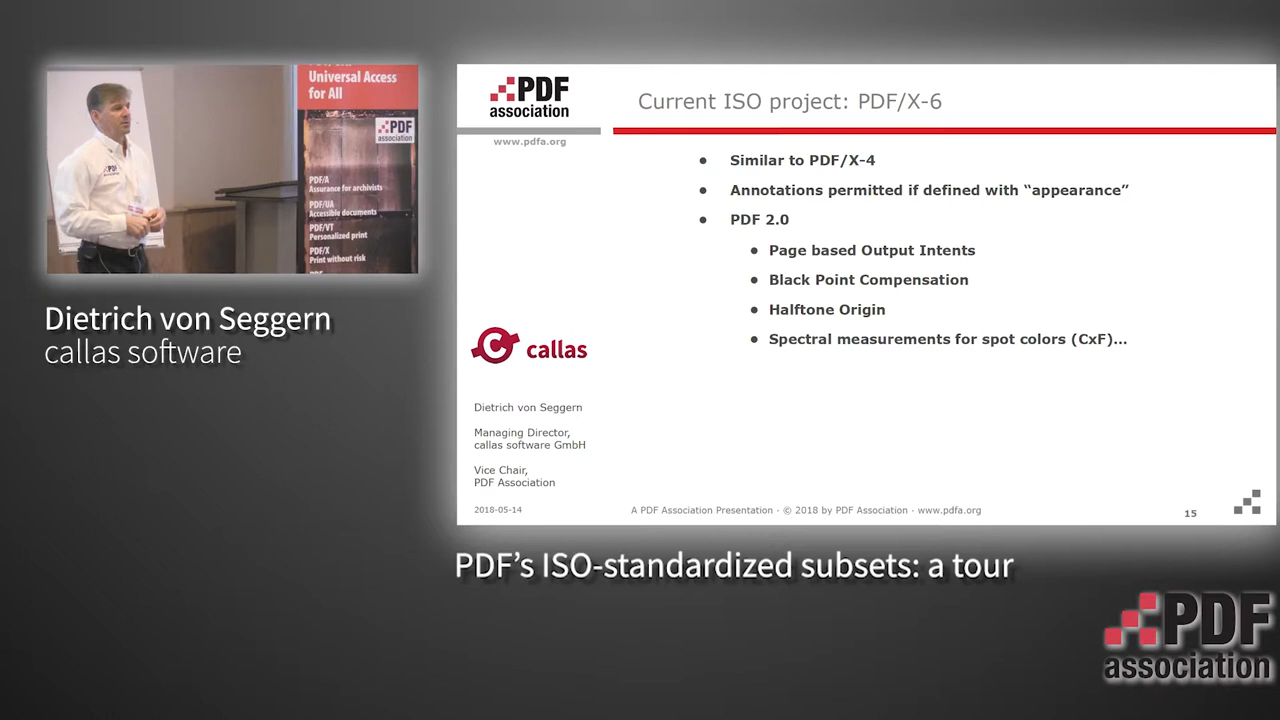 Universal Access
for All
PDF
association
PDF/A
Assurance for archivists
PDF/UA
Accessible documents
PDF/VT
Personalized print
PDF/X
Print without risk
Dietrich von Seggern
callas software
PDF
association
www.pdfa.org
Current ISO project: PDF/X-6
• Similar to PDF/X-4
• Annotations permitted if defined with “appearance”
• PDF 2.0
• Page based Output Intents
• Black Point Compensation
• Halftone Origin
• Spectral measurements for spot colors (CxF)...
callas
Dietrich von Seggern
Managing Director,
callas software GmbH
Vice Chair,
PDF Association
2018-05-14
A PDF Association Presentation · © 2018 by PDF Association · www.pdfa.org
15
PDF’s ISO-standardized subsets: a tour
PDF
association